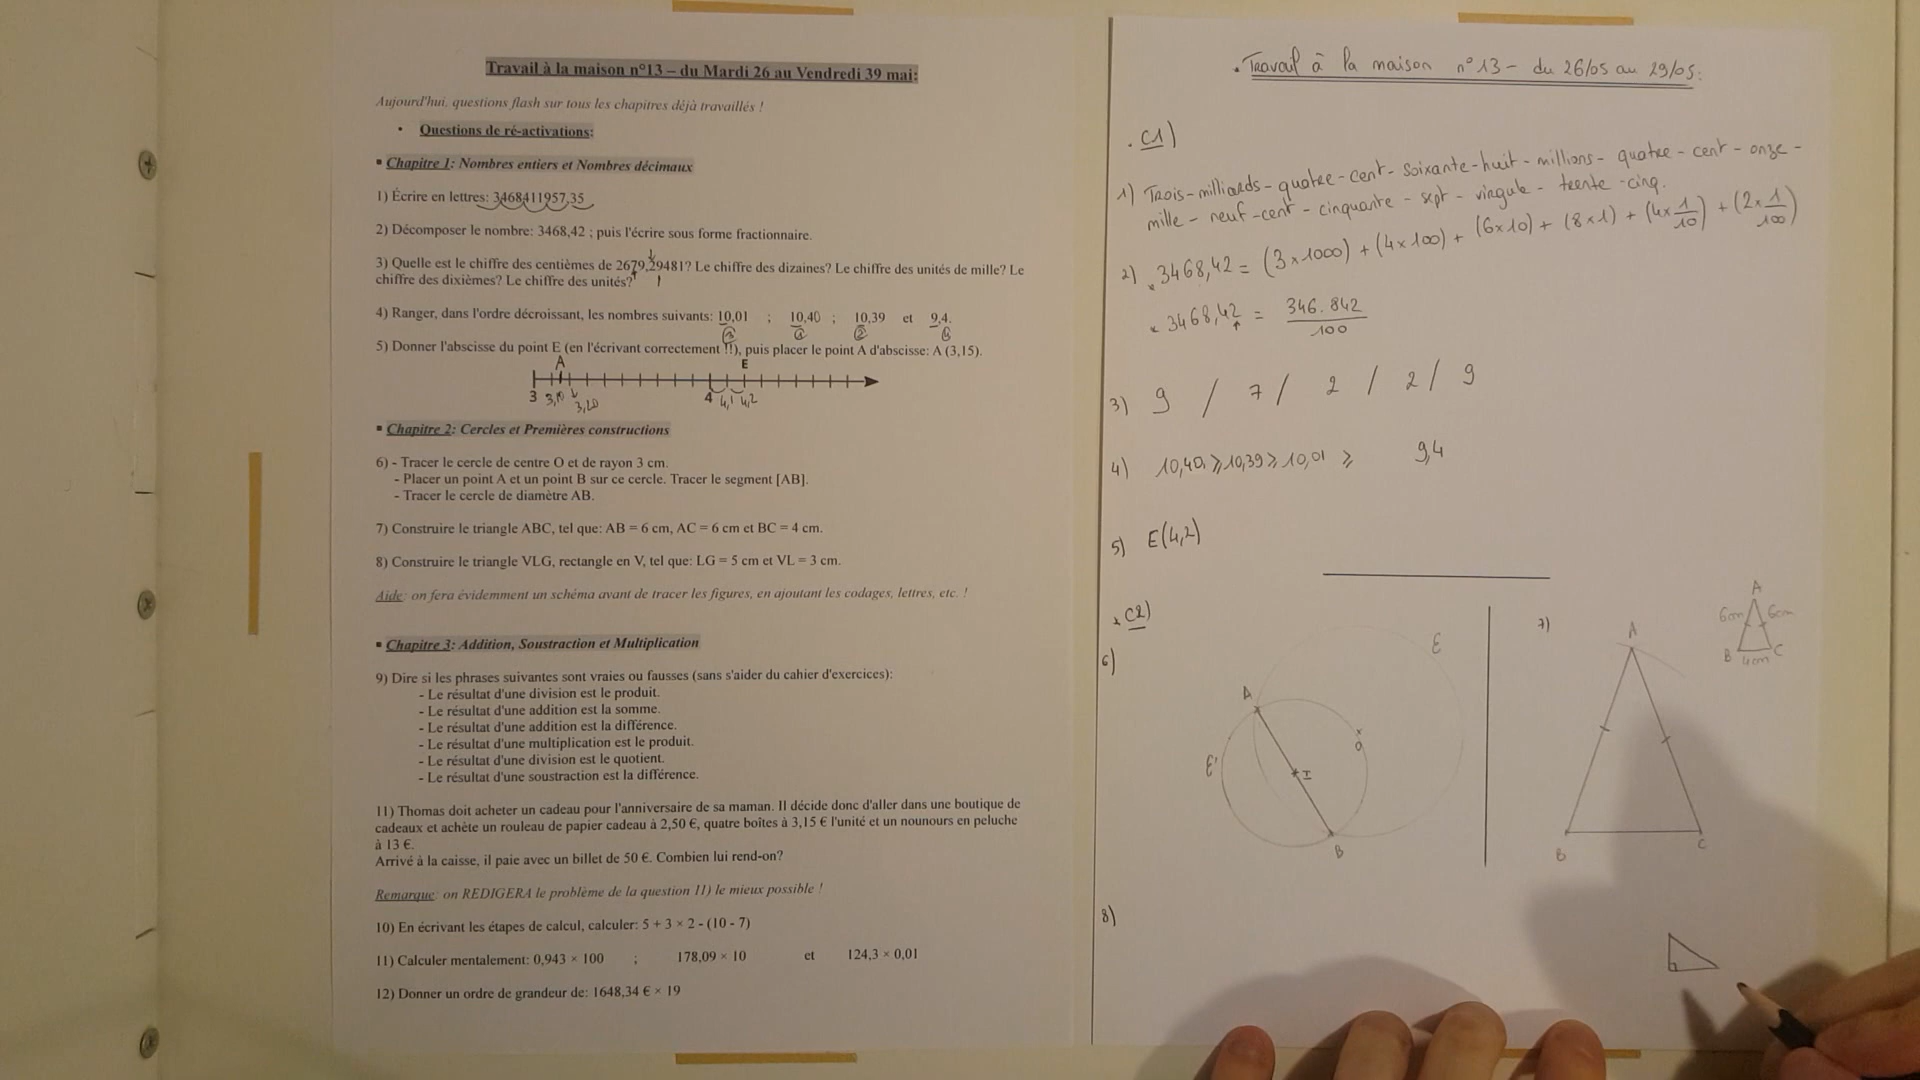 Travail à la maison n°13 – du Mardi 26 au Vendredi 39 mai:
Aujourd'hui, questions flash sur tous les chapitres déjà travaillés !
• Questions de ré-activations:
▪ Chapitre 1: Nombres entiers et Nombres décimaux
1) Écrire en lettres: 3468411957,35
2) Décomposer le nombre: 3468,42 ; puis l'écrire sous forme fractionnaire.
3) Quelle est le chiffre des centièmes de 2679,29481? Le chiffre des dizaines? Le chiffre des unités de mille? Le
chiffre des dixièmes? Le chiffre des unités?
4) Ranger, dans l'ordre décroissant, les nombres suivants: 10,01 ; 10,40 ; 10,39 et 9,4.
3 1 2 4
5) Donner l'abscisse du point E (en l'écrivant correctement !!), puis placer le point A d'abscisse: A (3,15).
A E
3 3,10 3,20 4 4,1 4,2
▪ Chapitre 2: Cercles et Premières constructions
6) - Tracer le cercle de centre O et de rayon 3 cm.
- Placer un point A et un point B sur ce cercle. Tracer le segment [AB].
- Tracer le cercle de diamètre AB.
7) Construire le triangle ABC, tel que: AB = 6 cm, AC = 6 cm et BC = 4 cm.
8) Construire le triangle VLG, rectangle en V, tel que: LG = 5 cm et VL = 3 cm.
Aide: on fera évidemment un schéma avant de tracer les figures, en ajoutant les codages, lettres, etc. !
▪ Chapitre 3: Addition, Soustraction et Multiplication
9) Dire si les phrases suivantes sont vraies ou fausses (sans s'aider du cahier d'exercices):
- Le résultat d'une division est le produit.
- Le résultat d'une addition est la somme.
- Le résultat d'une addition est la différence.
- Le résultat d'une multiplication est le produit.
- Le résultat d'une division est le quotient.
- Le résultat d'une soustraction est la différence.
11) Thomas doit acheter un cadeau pour l'anniversaire de sa maman. Il décide donc d'aller dans une boutique de
cadeaux et achète un rouleau de papier cadeau à 2,50 €, quatre boîtes à 3,15 € l'unité et un nounours en peluche
à 13 €.
Arrivé à la caisse, il paie avec un billet de 50 €. Combien lui rend-on?
Remarque: on REDIGERA le problème de la question 11) le mieux possible !
10) En écrivant les étapes de calcul, calculer: 5 + 3 × 2 - (10 - 7)
11) Calculer mentalement: 0,943 × 100 ; 178,09 × 10 et 124,3 × 0,01
12) Donner un ordre de grandeur de: 1648,34 € × 19
• Travail à la maison n°13 - du 26/05 au 29/05:
• C1)
1) Trois-milliards-quatre-cent-soixante-huit-millions-quatre-cent-onze-
mille-neuf-cent-cinquante-sept-virgule-trente-cinq.
2) × 3468,42 = (3×1000) + (4×100) + (6×10) + (8×1) + (4×1/10) + (2×1/100)
× 3468,42 = 346.842/100
3) 9 / 7 / 2 / 2 / 9
4) 10,40 ⩾ 10,39 ⩾ 10,01 ⩾ 9,4
5) E(4,2)
• C2)
6)
A
O
I
B
C
C'
7)
A
B
C
A
6cm 6cm
B 4cm C
8)